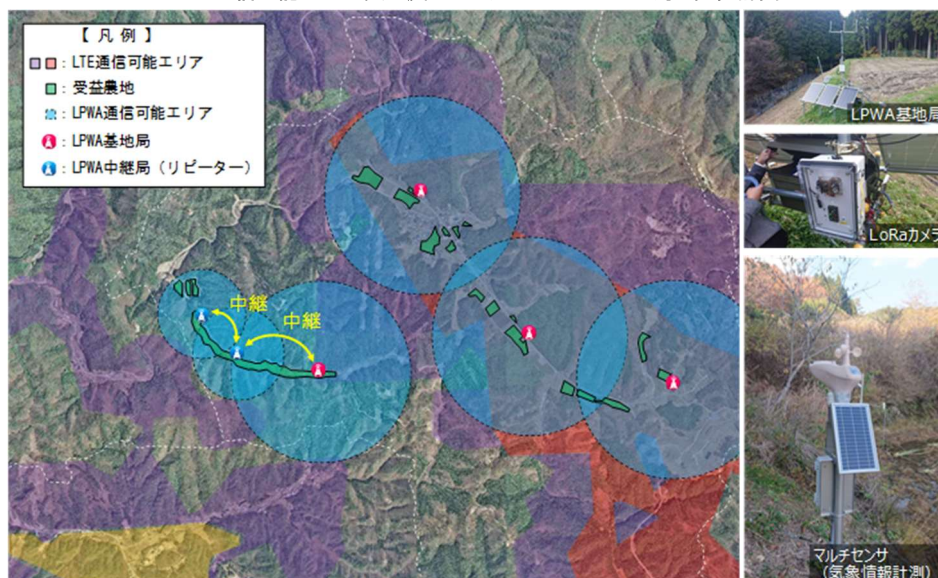 【 凡 例 】
: LTE通信可能エリア
: 受益農地
: LPWA通信可能エリア
: LPWA基地局
: LPWA中継局（リピーター）
中継
中継
LPWA基地局
LoRaカメラ
マルチセンサ
（気象情報計測）